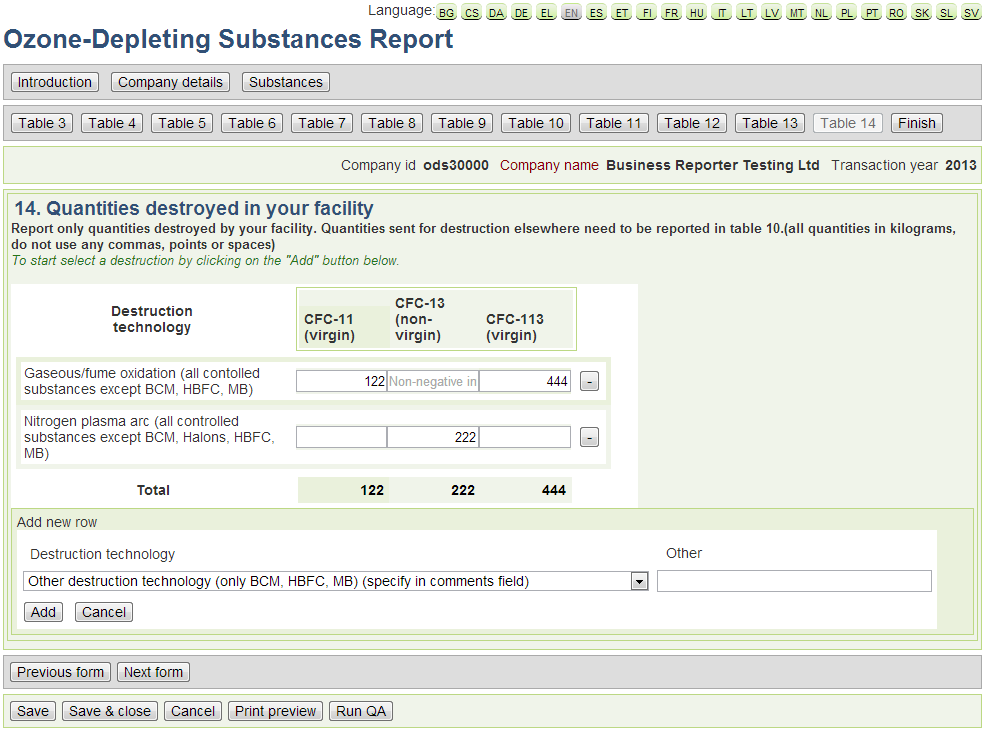 Language: BG CS DA DE EL EN ES ET FI FR HU IT LT LV MT NL PL PT RO SK SL SV
Ozone-Depleting Substances Report
Introduction Company details Substances
Table 3 Table 4 Table 5 Table 6 Table 7 Table 8 Table 9 Table 10 Table 11 Table 12 Table 13 Table 14 Finish
Company id ods30000 Company name Business Reporter Testing Ltd Transaction year 2013
14. Quantities destroyed in your facility
Report only quantities destroyed by your facility. Quantities sent for destruction elsewhere need to be reported in table 10.(all quantities in kilograms,
do not use any commas, points or spaces)
To start select a destruction by clicking on the "Add" button below.
Destruction
technology
CFC-11
(virgin)
CFC-13
(non-
virgin)
CFC-113
(virgin)
Gaseous/fume oxidation (all contolled
substances except BCM, HBFC, MB)
122 Non-negative in 444 -
Nitrogen plasma arc (all controlled
substances except BCM, Halons, HBFC,
MB)
222 -
Total 122 222 444
Add new row
Destruction technology Other
Other destruction technology (only BCM, HBFC, MB) (specify in comments field)
Add Cancel
Previous form Next form
Save Save & close Cancel Print preview Run QA